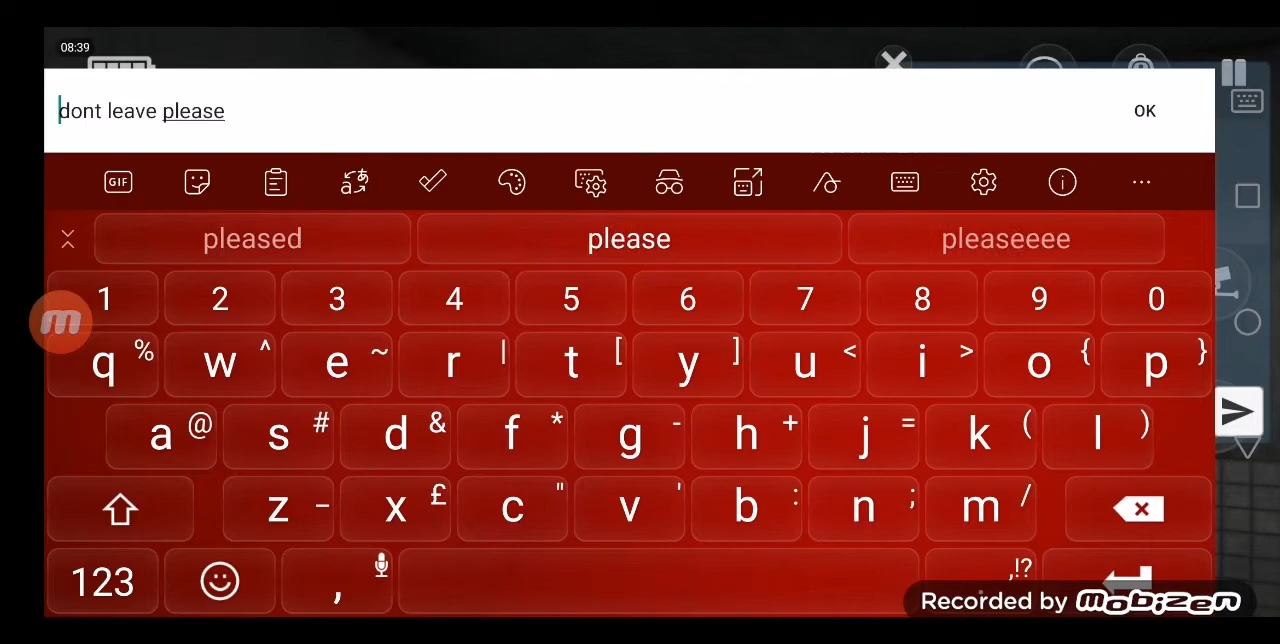 08:39
dont leave please
OK
GIF
pleased please pleaseeee
1 2 3 4 5 6 7 8 9 0
q % w ^ e ~ r | t [ y ] u < i > o { p }
a @ s # d & f * g - h + j = k ( l )
z _ x £ c " v ' b : n ; m /
123 , ,!?
Recorded by mobizen
m